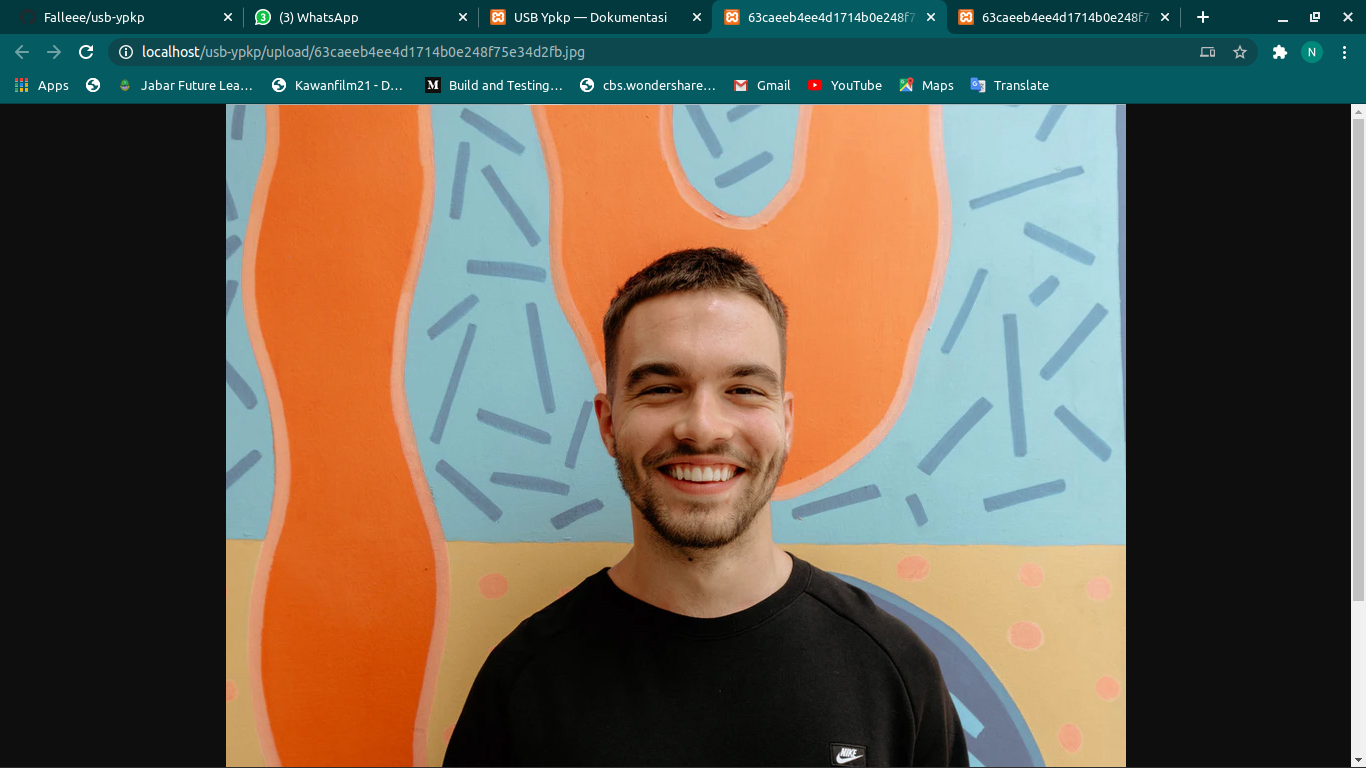 Falleee/usb-ypkp
(3) WhatsApp
USB Ypkp — Dokumentasi
63caeeb4ee4d1714b0e248f7
63caeeb4ee4d1714b0e248f7
localhost/usb-ypkp/upload/63caeeb4ee4d1714b0e248f75e34d2fb.jpg
N
Apps
Jabar Future Lea...
Kawanfilm21 - D...
Build and Testing...
cbs.wondershare...
Gmail
YouTube
Maps
Translate
NIKE